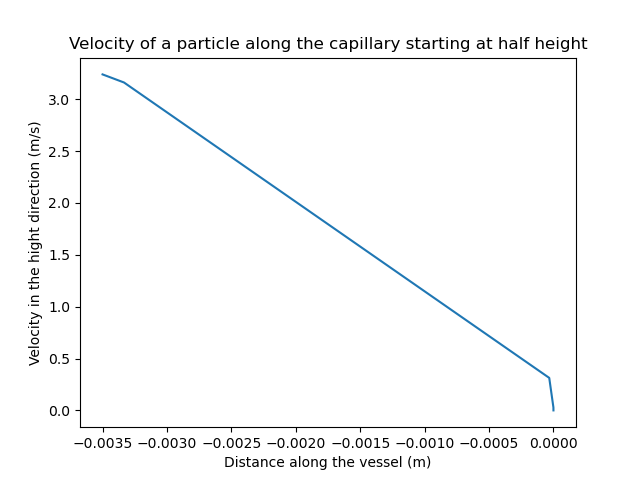 Velocity of a particle along the capillary starting at half height
Velocity in the hight direction (m/s)
3.0
2.5
2.0
1.5
1.0
0.5
0.0
−0.0035 −0.0030 −0.0025 −0.0020 −0.0015 −0.0010 −0.0005 0.0000
Distance along the vessel (m)